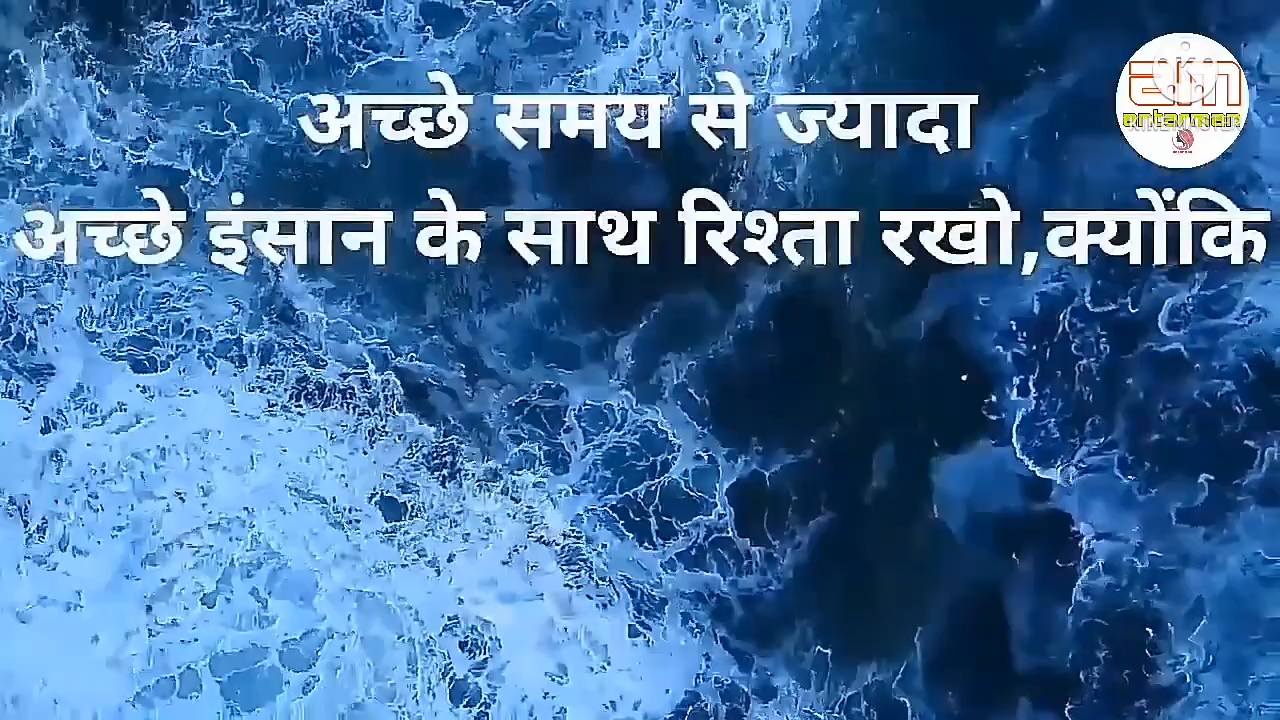 अच्छे समय से ज्यादा
अच्छे इंसान के साथ रिश्ता रखो,क्योंकि